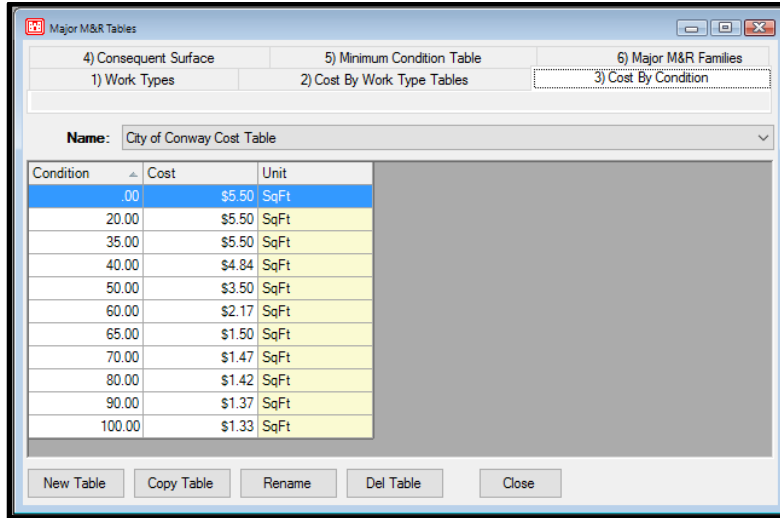 Major M&R Tables
4) Consequent Surface 5) Minimum Condition Table 6) Major M&R Families
1) Work Types 2) Cost By Work Type Tables 3) Cost By Condition
Name: City of Conway Cost Table
Condition Cost Unit
.00 $5.50 SqFt
20.00 $5.50 SqFt
35.00 $5.50 SqFt
40.00 $4.84 SqFt
50.00 $3.50 SqFt
60.00 $2.17 SqFt
65.00 $1.50 SqFt
70.00 $1.47 SqFt
80.00 $1.42 SqFt
90.00 $1.37 SqFt
100.00 $1.33 SqFt
New Table Copy Table Rename Del Table Close